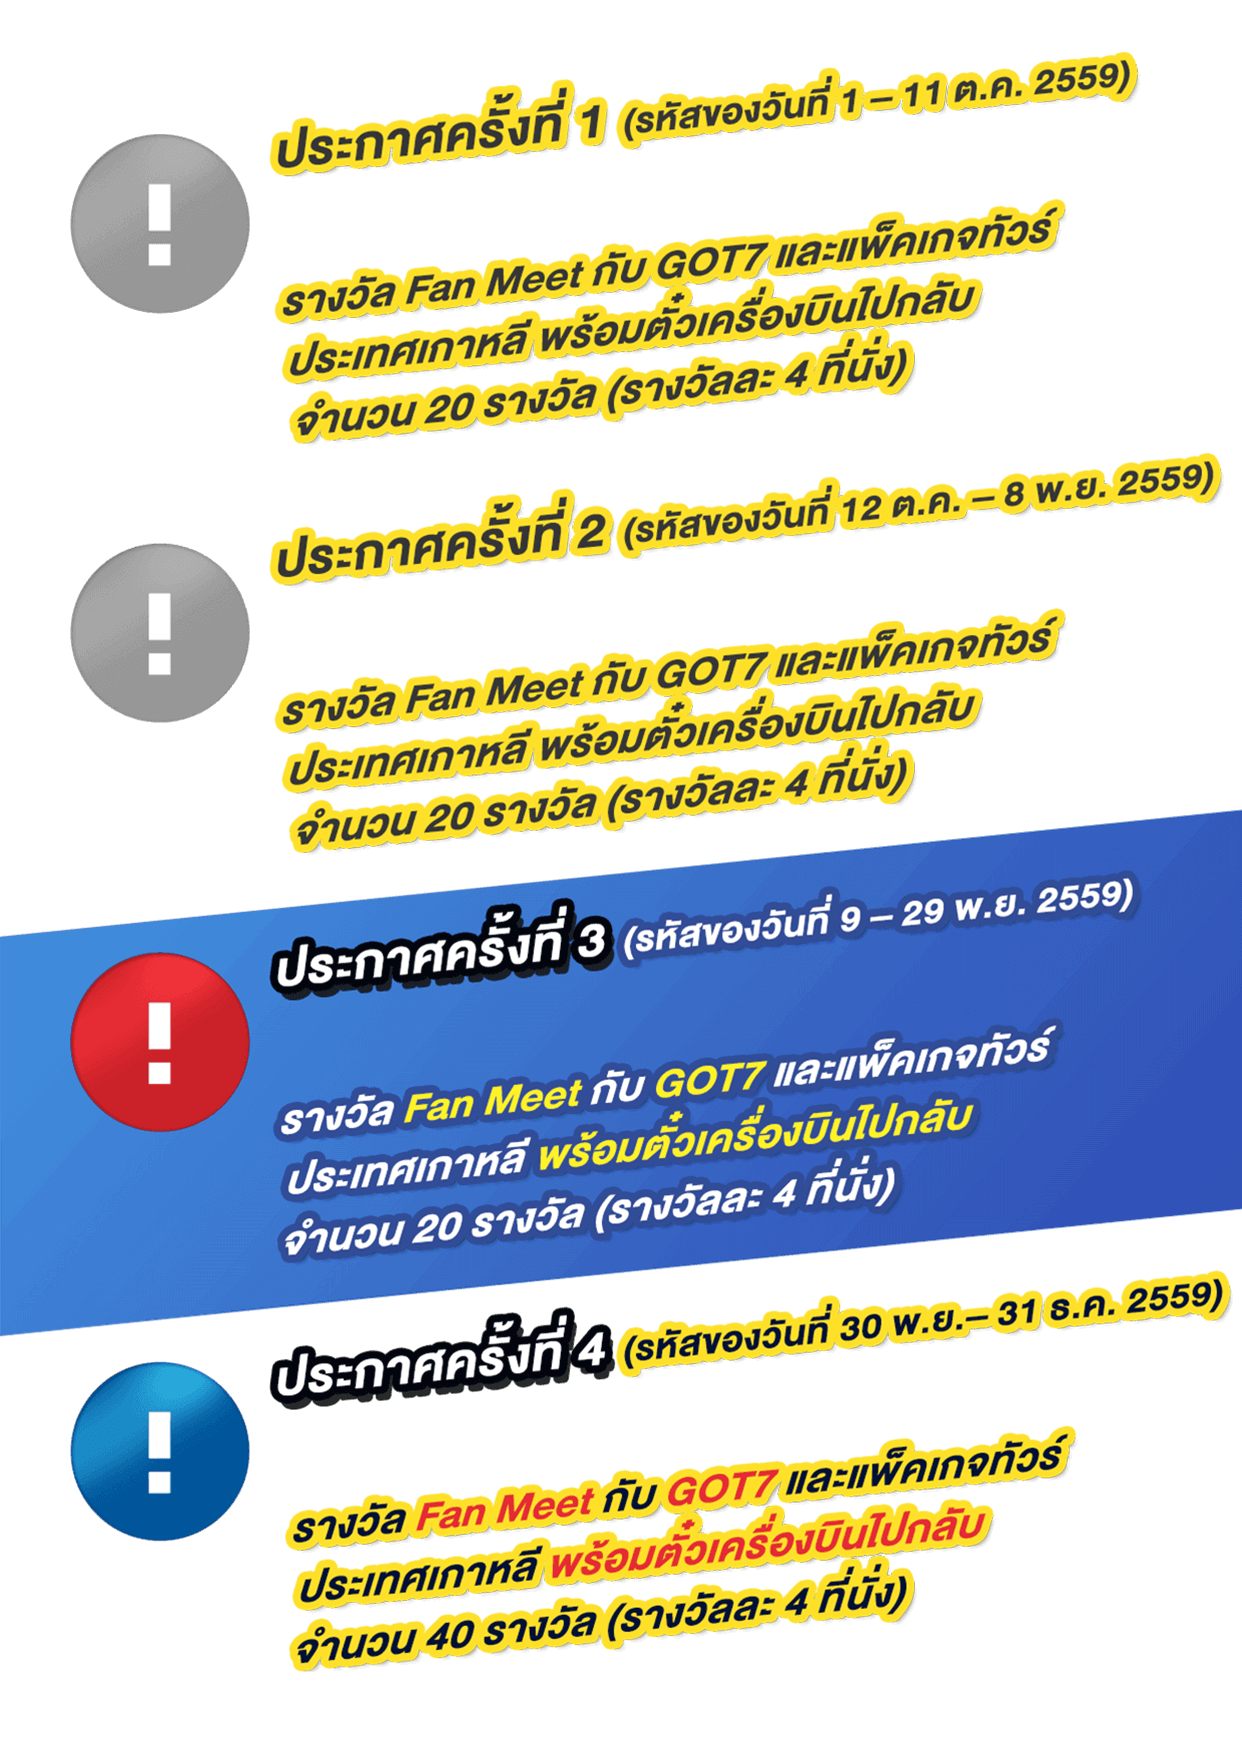 ประกาศครั้งที่ 1 (รหัสของวันที่ 1 – 11 ต.ค. 2559)
รางวัล Fan Meet กับ GOT7 และแพ็คเกจทัวร์
ประเทศเกาหลี พร้อมตั๋วเครื่องบินไปกลับ
จำนวน 20 รางวัล (รางวัลละ 4 ที่นั่ง)
ประกาศครั้งที่ 2 (รหัสของวันที่ 12 ต.ค. – 8 พ.ย. 2559)
รางวัล Fan Meet กับ GOT7 และแพ็คเกจทัวร์
ประเทศเกาหลี พร้อมตั๋วเครื่องบินไปกลับ
จำนวน 20 รางวัล (รางวัลละ 4 ที่นั่ง)
ประกาศครั้งที่ 3 (รหัสของวันที่ 9 – 29 พ.ย. 2559)
รางวัล Fan Meet กับ GOT7 และแพ็คเกจทัวร์
ประเทศเกาหลี พร้อมตั๋วเครื่องบินไปกลับ
จำนวน 20 รางวัล (รางวัลละ 4 ที่นั่ง)
ประกาศครั้งที่ 4 (รหัสของวันที่ 30 พ.ย.– 31 ธ.ค. 2559)
รางวัล Fan Meet กับ GOT7 และแพ็คเกจทัวร์
ประเทศเกาหลี พร้อมตั๋วเครื่องบินไปกลับ
จำนวน 40 รางวัล (รางวัลละ 4 ที่นั่ง)